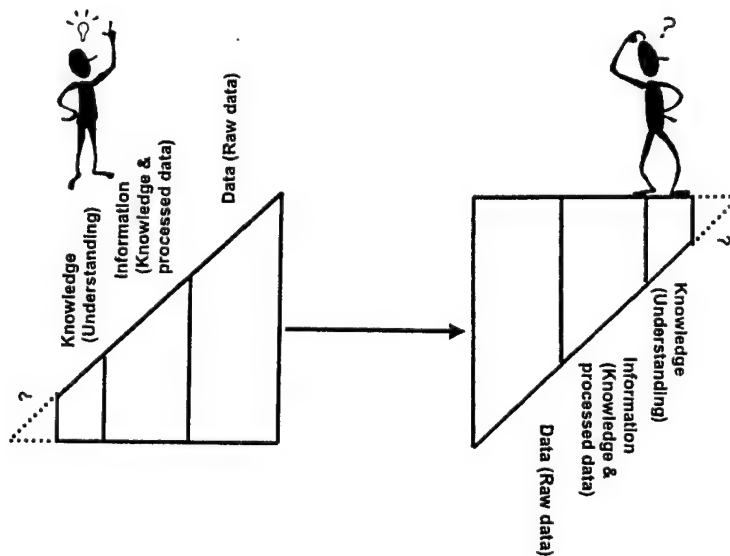 ?
Knowledge
(Understanding)
Information
(Knowledge &
processed data)
Data (Raw data)
?
?
Knowledge
(Understanding)
Information
(Knowledge &
processed data)
Data (Raw data)